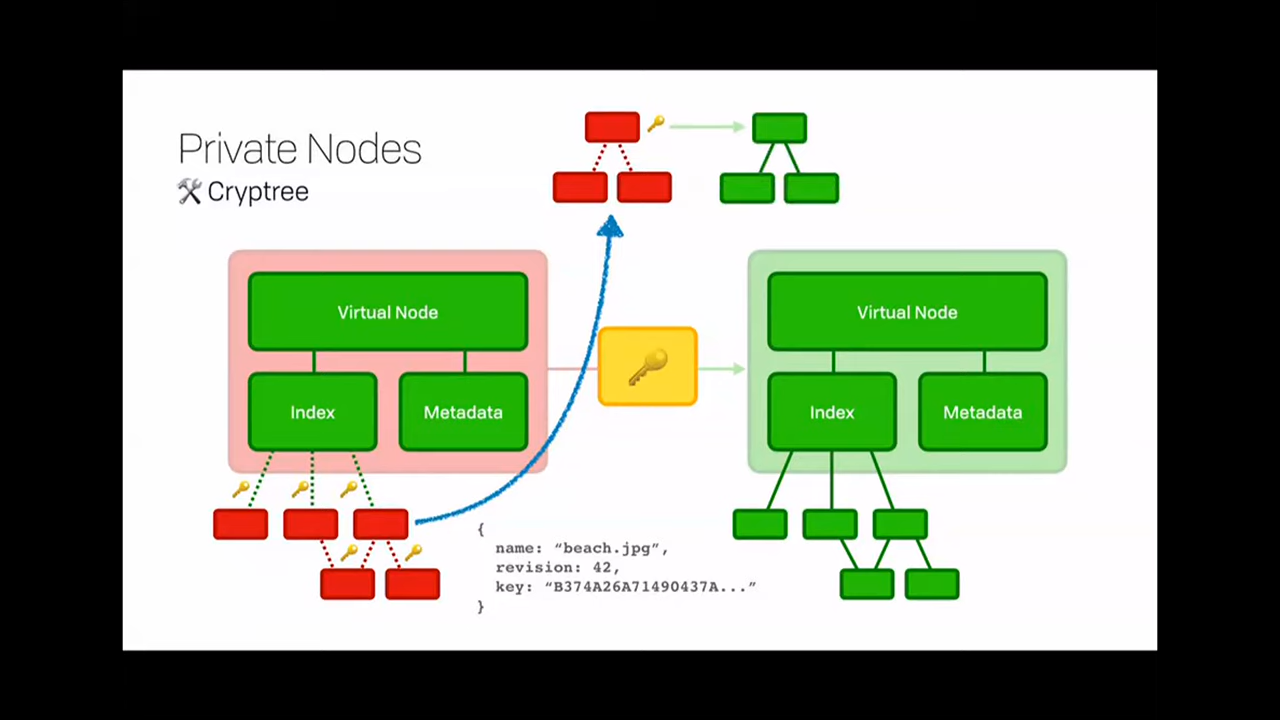 Private Nodes
🛠 Cryptree
Virtual Node
Index
Metadata
Virtual Node
Index
Metadata
{
name: “beach.jpg”,
revision: 42,
key: “B374A26A71490437A...”
}